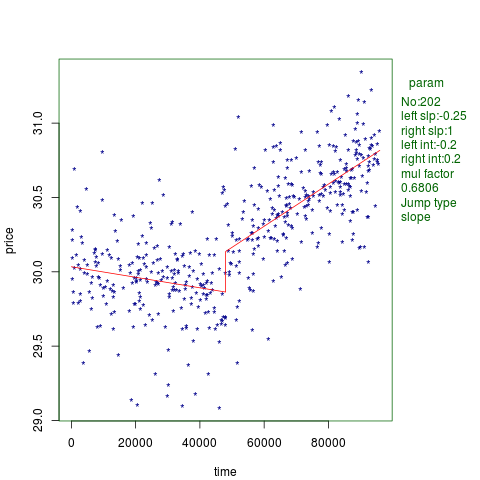 param
No:202
left slp:-0.25
right slp:1
left int:-0.2
right int:0.2
mul factor
0.6806
Jump type
slope
price
31.0
30.5
30.0
29.5
29.0
0 20000 40000 60000 80000
time